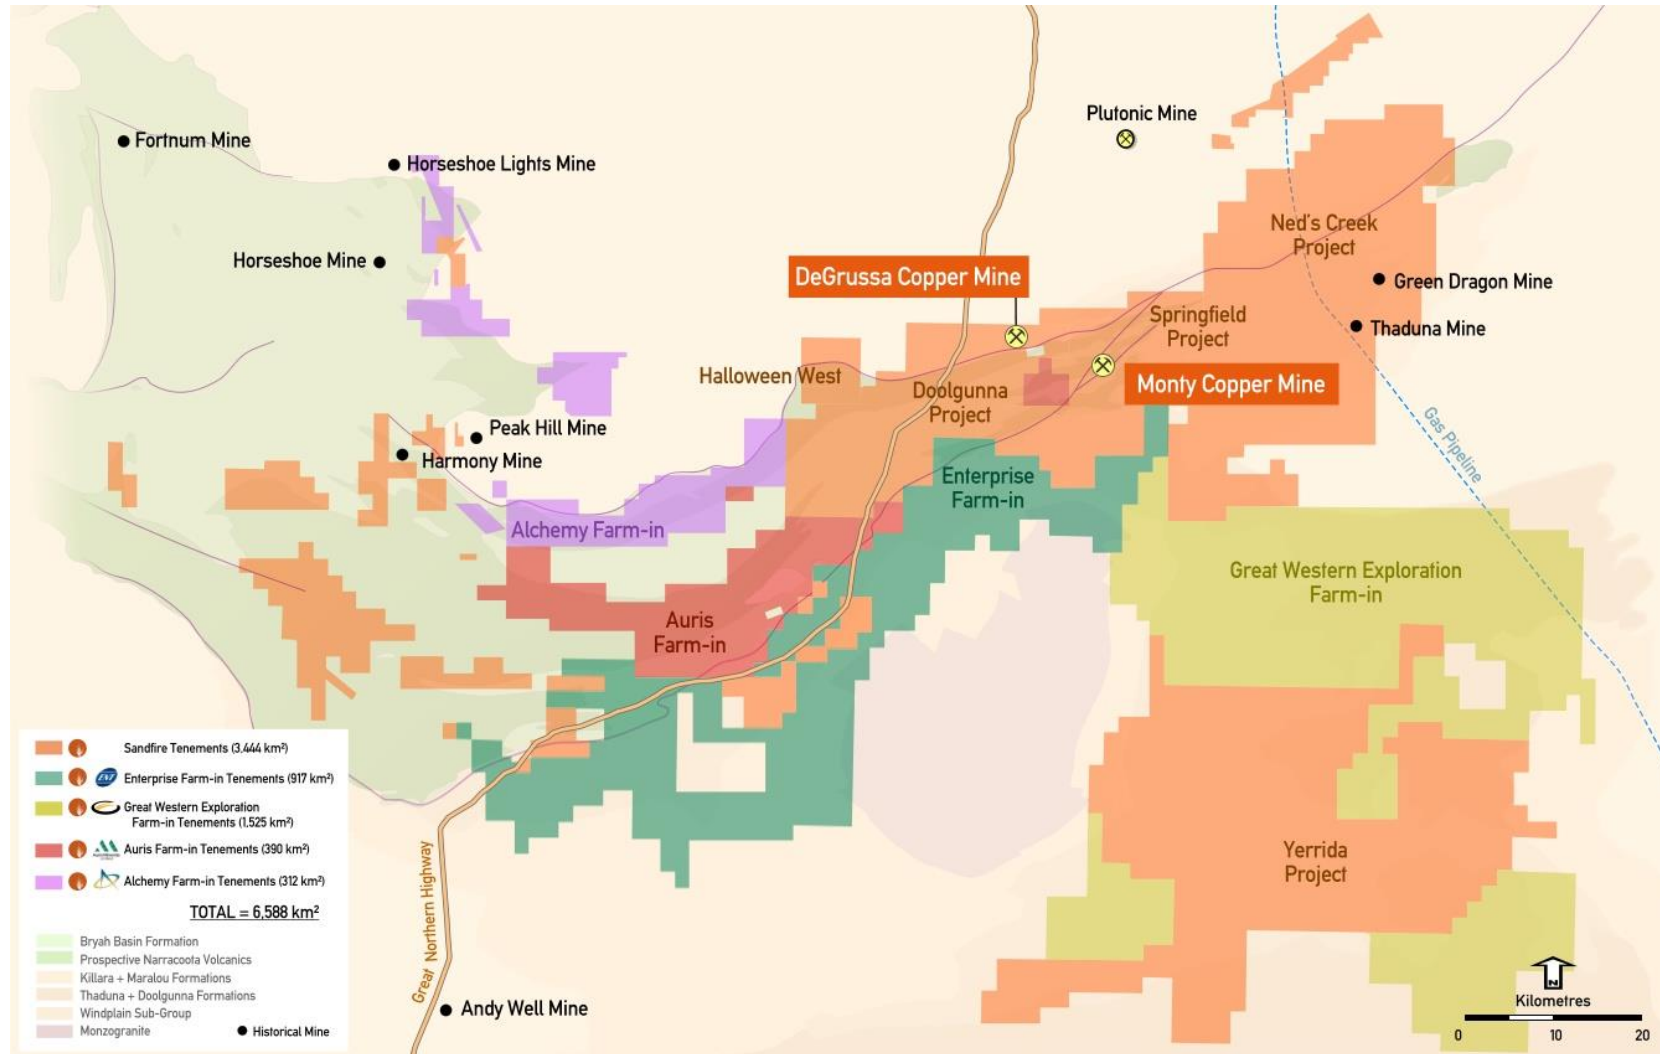 Plutonic Mine
Fortnum Mine
Horseshoe Lights Mine
Ned's Creek
Project
Horseshoe Mine
DeGrussa Copper Mine
Green Dragon Mine
Springfield
Project
Thaduna Mine
Halloween West
Doolgunna
Project
Monty Copper Mine
Peak Hill Mine
Harmony Mine
Gas Pipeline
Enterprise
Farm-in
Alchemy Farm-in
Great Western Exploration
Farm-in
Auris
Farm-in
Sandfire Tenements (3,444 km²)
Enterprise Farm-in Tenements (917 km²)
Great Western Exploration
Farm-in Tenements (1,525 km²)
Auris Farm-in Tenements (390 km²)
Alchemy Farm-in Tenements (312 km²)
TOTAL = 6,588 km²
Bryah Basin Formation
Prospective Narracoota Volcanics
Killara + Maralou Formations
Thaduna + Doolgunna Formations
Windplain Sub-Group
Monzogranite
Historical Mine
Great Northern Highway
Yerrida
Project
Andy Well Mine
N
Kilometres
0 10 20